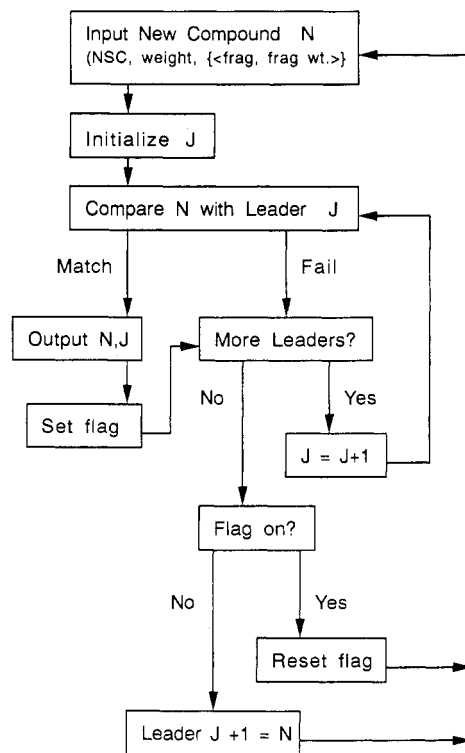 Input New Compound N
(NSC, weight, {<frag, frag wt.>}
Initialize J
Compare N with Leader J
Match
Fail
Output N,J
More Leaders?
No
Yes
Set flag
J = J+1
Flag on?
No
Yes
Reset flag
Leader J +1 = N